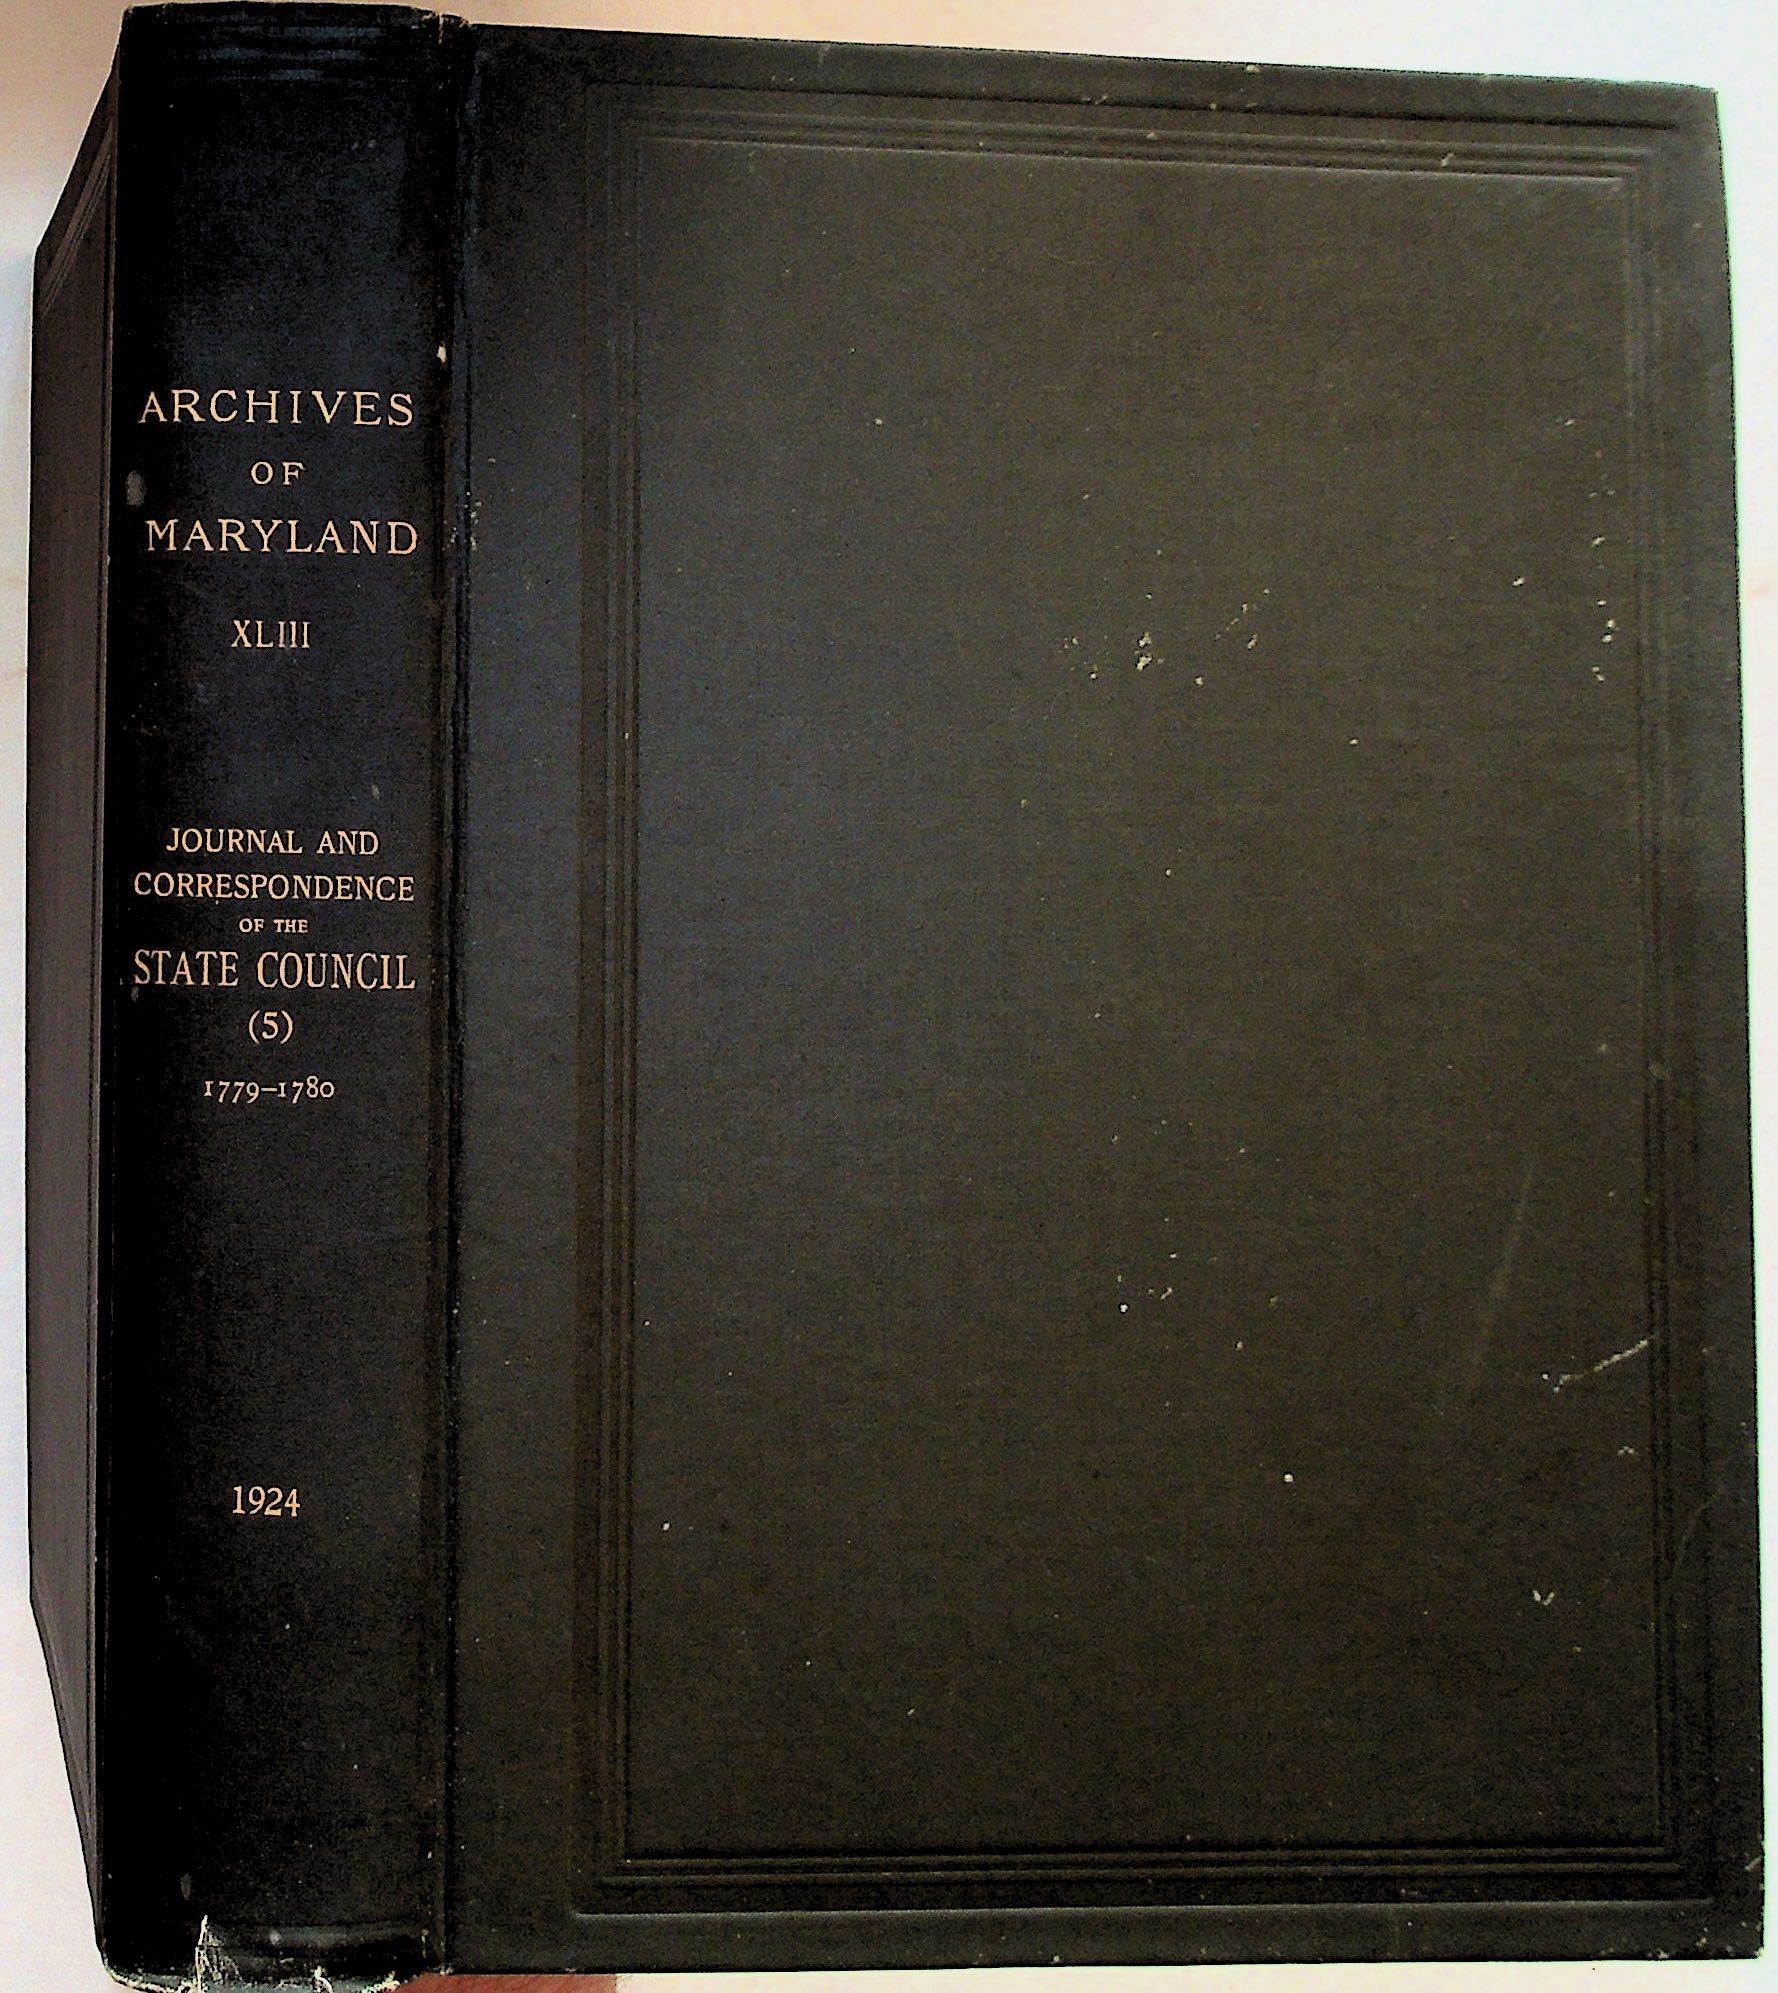 ARCHIVES
OF
MARYLAND
XLIII
JOURNAL AND
CORRESPONDENCE
OF THE
STATE COUNCIL
(5)
1779–1780
1924